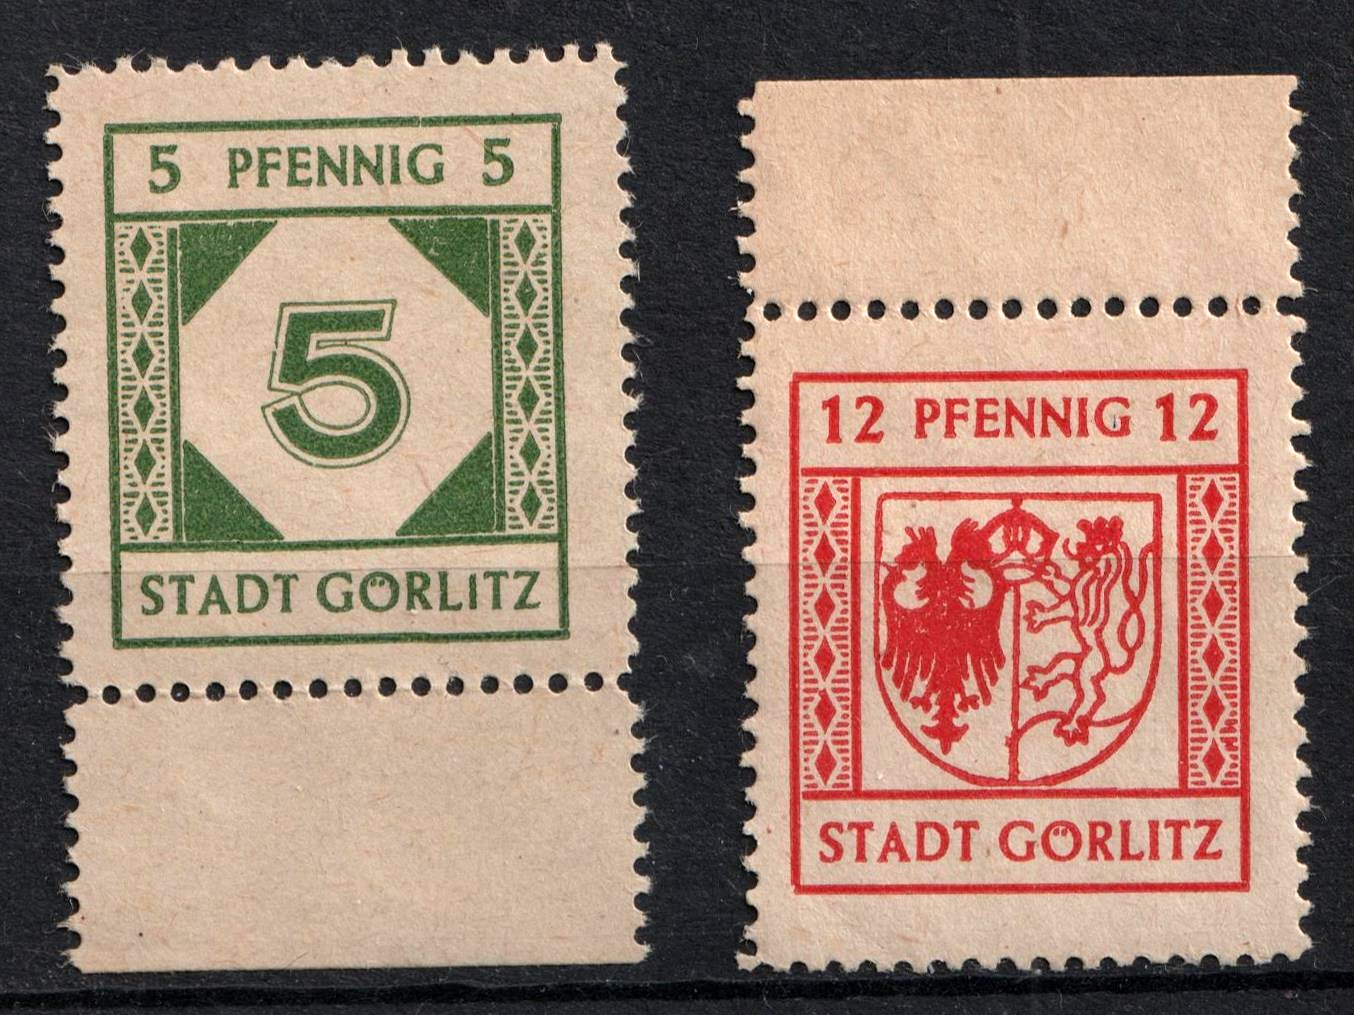 5 PFENNIG 5
5
STADT GÖRLITZ
12 PFENNIG 12
STADT GÖRLITZ